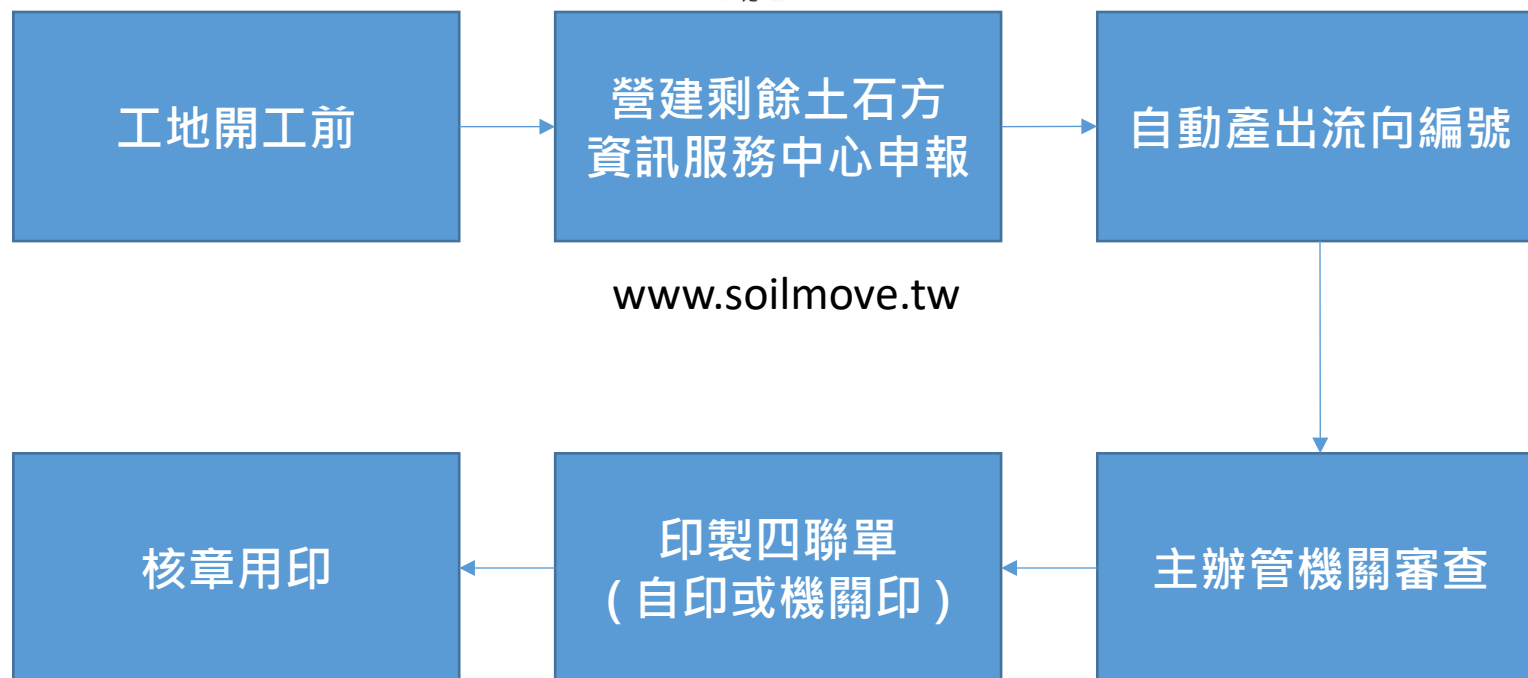 工地開工前
營建剩餘土石方
資訊服務中心申報
自動產出流向編號
www.soilmove.tw
核章用印
印製四聯單
(自印或機關印)
主辦管機關審查